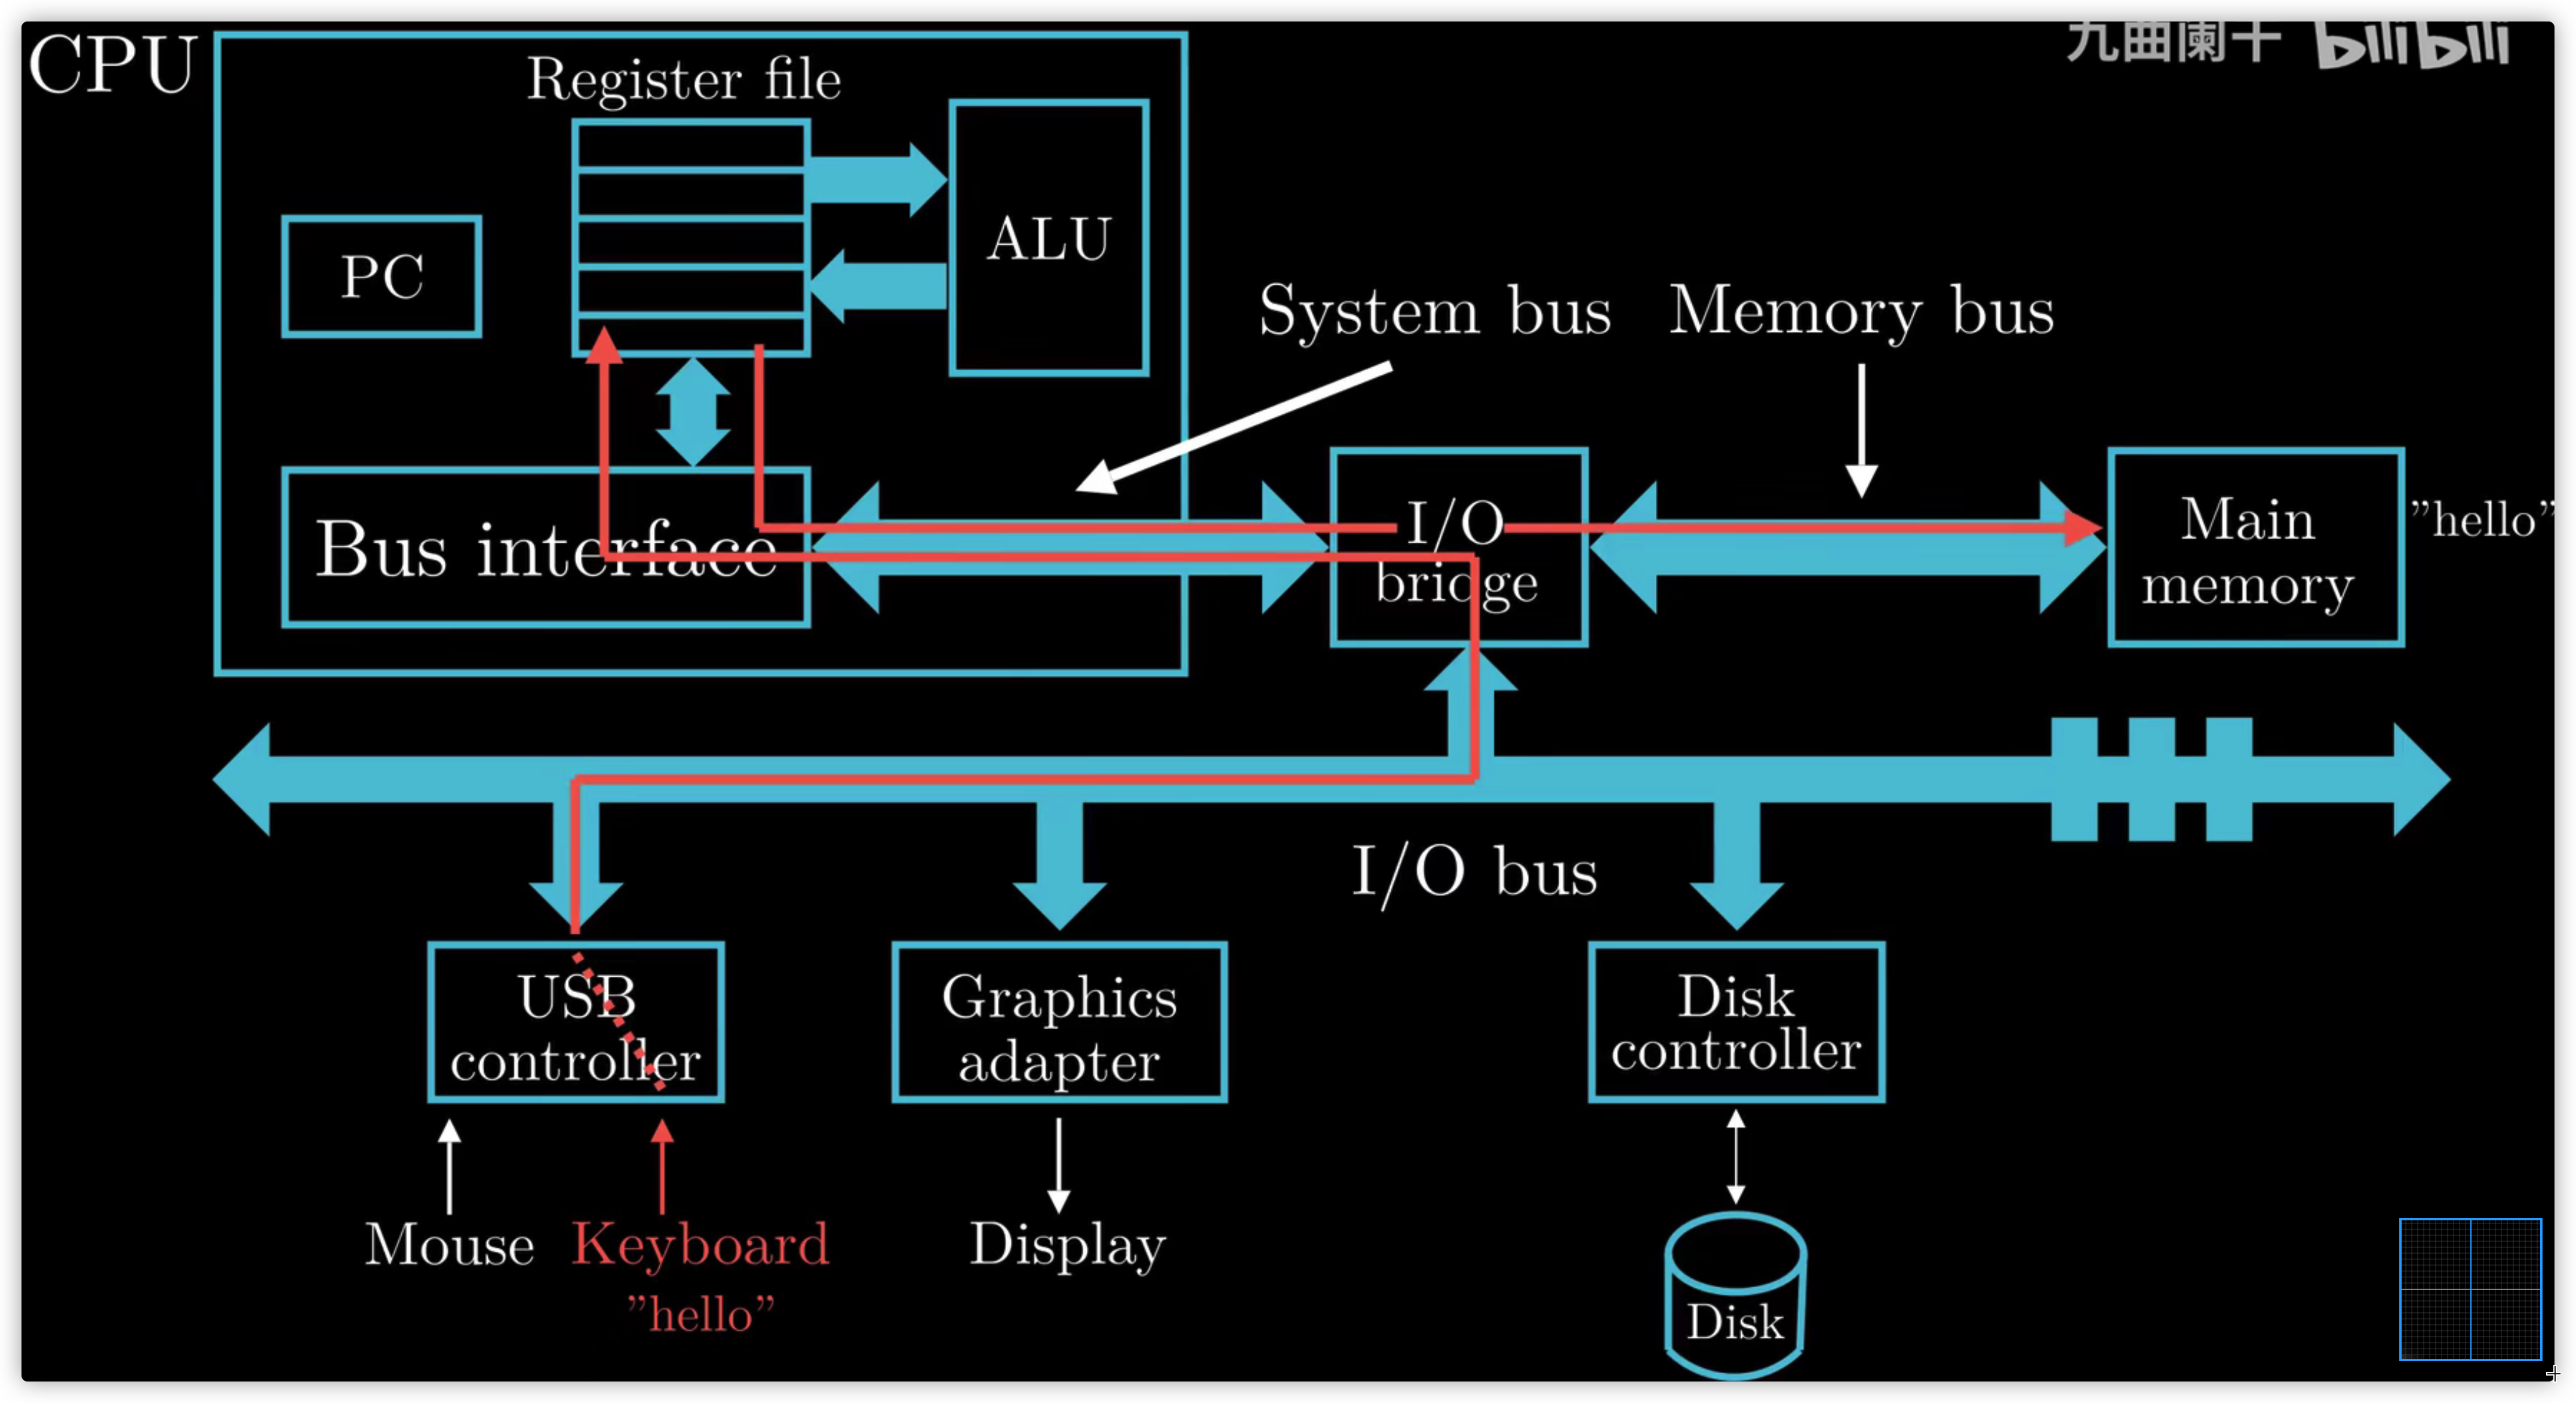 CPU
九曲阑干 bilibili
Register file
PC
ALU
System bus
Memory bus
Bus interface
I/O
bridge
Main
memory
"hello"
I/O bus
USB
controller
Graphics
adapter
Disk
controller
Mouse
Keyboard
"hello"
Display
Disk